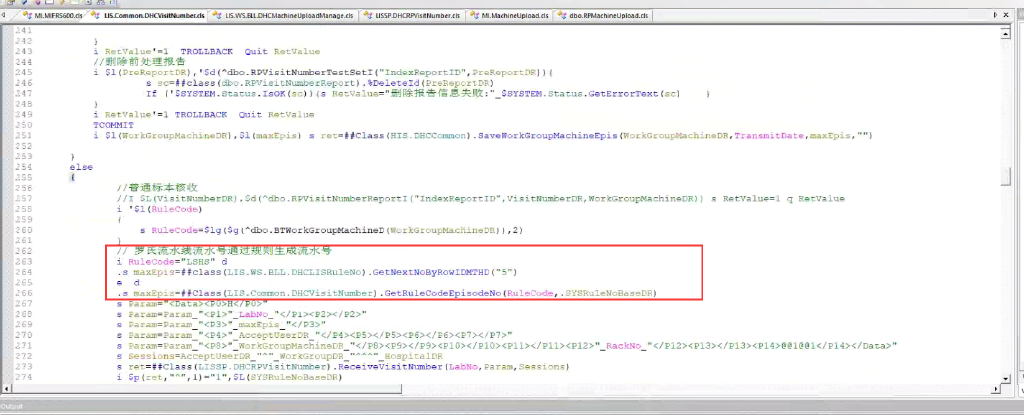 MI.MIFRS600.cls
LIS.Common.DHCVisitNumber.cls
LIS.WS.BLL.DHCMachineUploadManage.cls
LISSP.DHCRPVisitNumber.cls
MI.MachineUpload.cls
dbo.RPMachineUpload.cls
241
242 }
243 i RetValue'=1 TROLLBACK Quit RetValue
244 //删除前处理报告
245 i $l(PreReportDR),'$d(^dbo.RPVisitNumberTestSetI("IndexReportID",PreReportDR)){
246 s sc=##class(dbo.RPVisitNumberReport).%DeleteId(PreReportDR)
247 If ('$SYSTEM.Status.IsOK(sc)){s RetValue="删除报告信息失败:"_$SYSTEM.Status.GetErrorText(sc) }
248 }
249 i RetValue'=1 TROLLBACK Quit RetValue
250 TCOMMIT
251 i $l(WorkGroupMachineDR),$l(maxEpis) s ret=##Class(HIS.DHCCommon).SaveWorkGroupMachineEpis(WorkGroupMachineDR,TransmitDate,maxEpis,"")
252
253 }
254 else
255 {
256 //普通标本核收
257 //I $L(VisitNumberDR),$d(^dbo.RPVisitNumberReportI("IndexReportID",VisitNumberDR,WorkGroupMachineDR)) s RetValue=1 q RetValue
258 i '$l(RuleCode)
259 {
260 s RuleCode=$lg($g(^dbo.BTWorkGroupMachineD(WorkGroupMachineDR)),2)
261 }
262 // 罗氏流水线流水号通过规则生成流水号
263 i RuleCode="LSHS" d
264 .s maxEpis=##class(LIS.WS.BLL.DHCLISRuleNo).GetNextNoByRowIDMTHD("5")
265 e d
266 .s maxEpis=##Class(LIS.Common.DHCVisitNumber).GetRuleCodeEpisodeNo(RuleCode,.SYSRuleNoBaseDR)
267 s Param="<Data><P0>H</P0>"
268 s Param=Param_"<P1>"_LabNo_"</P1><P2></P2>"
269 s Param=Param_"<P3>"_maxEpis_"</P3>"
270 s Param=Param_"<P4>"_AcceptUserDR_"</P4><P5></P5><P6></P6><P7></P7>"
271 s Param=Param_"<P8>"_WorkGroupMachineDR_"</P8><P9></P9><P10></P10><P11></P11><P12>"_RackNo_"</P12><P13></P13><P14>@@1@@1</P14></Data>"
272 s Sessions=AcceptUserDR_"^"_WorkGroupDR_"^^^"_HospitalDR
273 s ret=##Class(LISSP.DHCRPVisitNumber).ReceiveVisitNumber(LabNo,Param,Sessions)
274 i $p(ret,"^",1)="1",$L(SYSRuleNoBaseDR)
Output